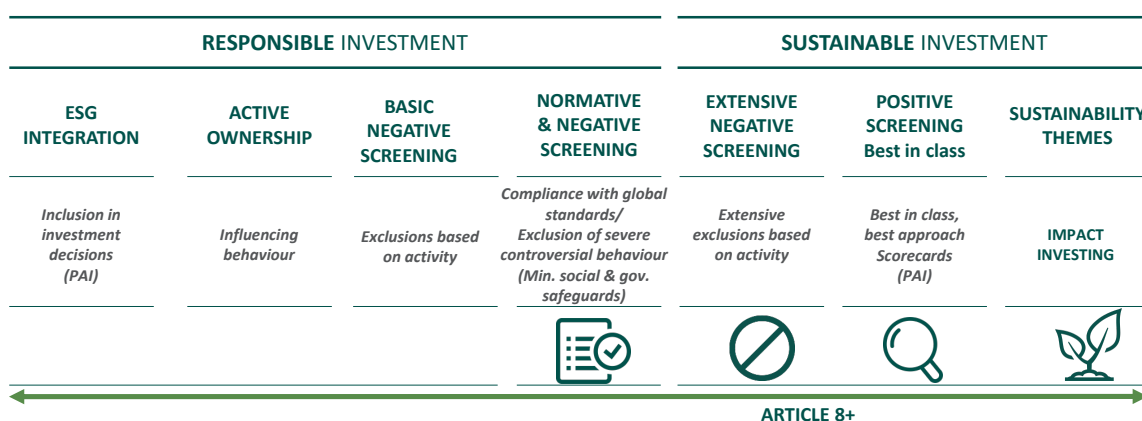 RESPONSIBLE INVESTMENT
SUSTAINABLE INVESTMENT
ESG
INTEGRATION
ACTIVE
OWNERSHIP
BASIC
NEGATIVE
SCREENING
NORMATIVE
& NEGATIVE
SCREENING
EXTENSIVE
NEGATIVE
SCREENING
POSITIVE
SCREENING
Best in class
SUSTAINABILITY
THEMES
Inclusion in
investment
decisions
(PAI)
Influencing
behaviour
Exclusions based
on activity
Compliance with global
standards/
Exclusion of severe
controversial behaviour
(Min. social & gov.
safeguards)
Extensive
exclusions based
on activity
Best in class,
best approach
Scorecards
(PAI)
IMPACT
INVESTING
ARTICLE 8+